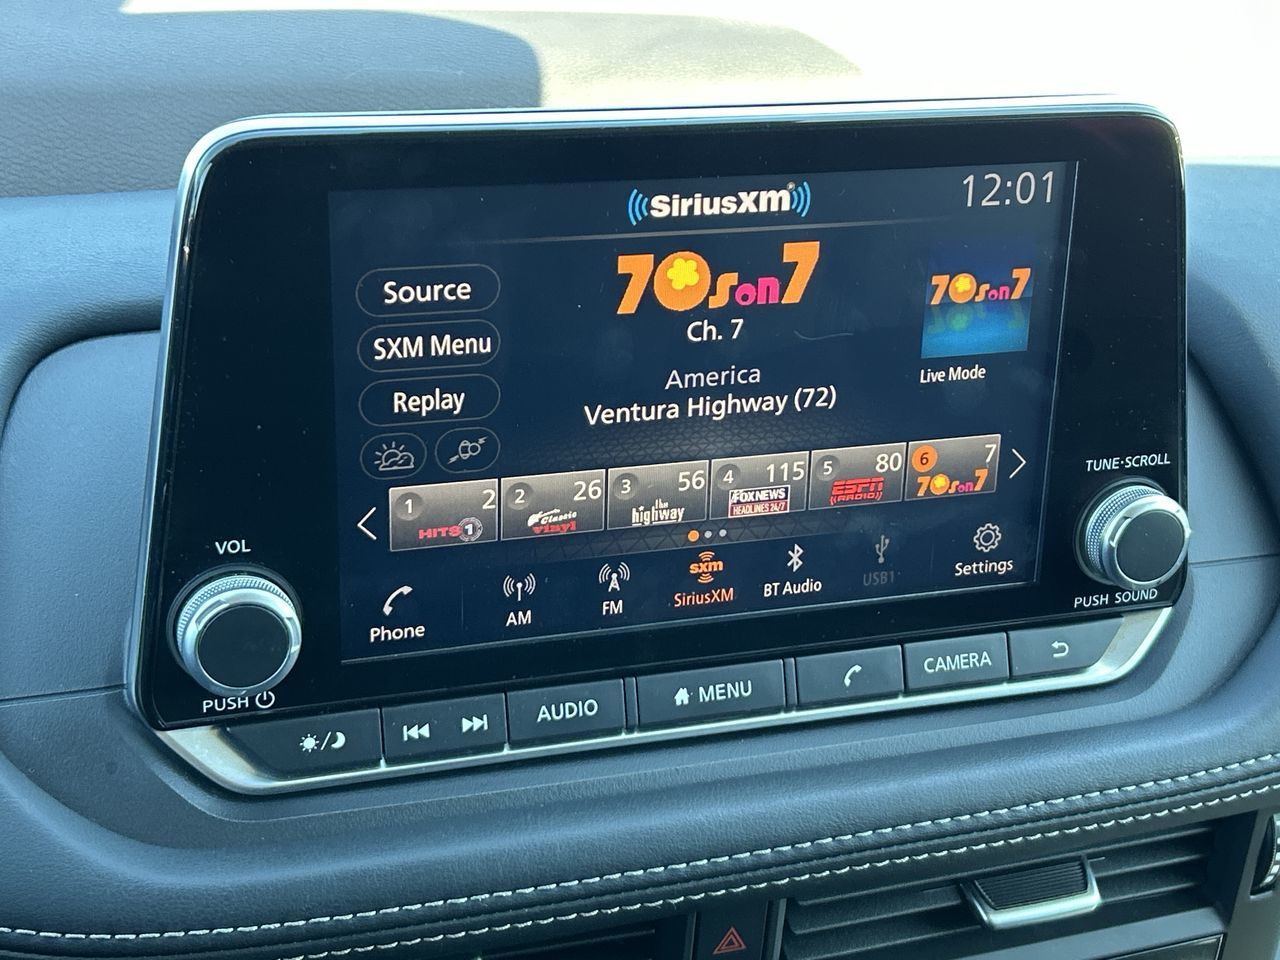 SiriusXM
12:01
Source
SXM Menu
Replay
70s on 7
Ch. 7
America
Ventura Highway (72)
70s on 7
Live Mode
1 2
HITS 1
2 26
Classic vinyl
3 56
the highway
4 115
FOX NEWS
HEADLINES 24/7
5 80
ESPN
RADIO
6 7
70s on 7
Phone
AM
FM
sxm
SiriusXM
BT Audio
USB1
Settings
VOL
PUSH
TUNE·SCROLL
PUSH SOUND
AUDIO
MENU
CAMERA